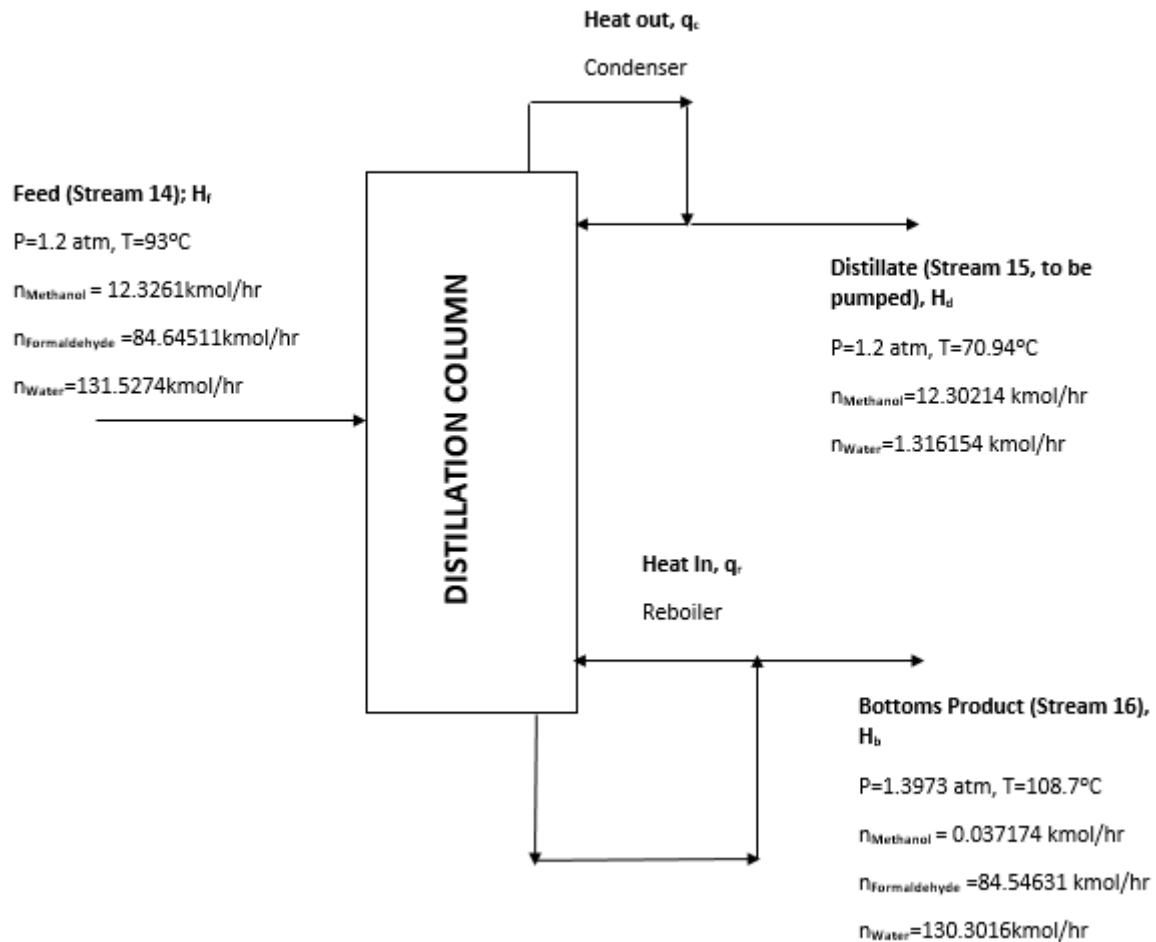 Heat out, qc
Condenser
Feed (Stream 14); Hf
P=1.2 atm, T=93ºC
nMethanol = 12.3261kmol/hr
nFormaldehyde =84.64511kmol/hr
nWater=131.5274kmol/hr
DISTILLATION COLUMN
Distillate (Stream 15, to be
pumped), Hd
P=1.2 atm, T=70.94ºC
nMethanol=12.30214 kmol/hr
nWater=1.316154 kmol/hr
Heat In, qr
Reboiler
Bottoms Product (Stream 16),
Hb
P=1.3973 atm, T=108.7ºC
nMethanol = 0.037174 kmol/hr
nFormaldehyde =84.54631 kmol/hr
nWater=130.3016kmol/hr